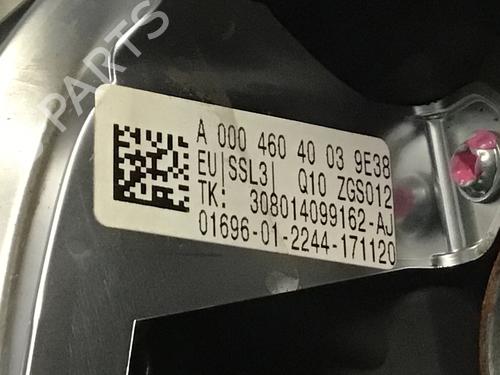 PARTS
A 000 460 40 03 9E38
EU|SSL3| Q10 ZGS012
TK: 308014099162-AJ
01696-01-2244-171120